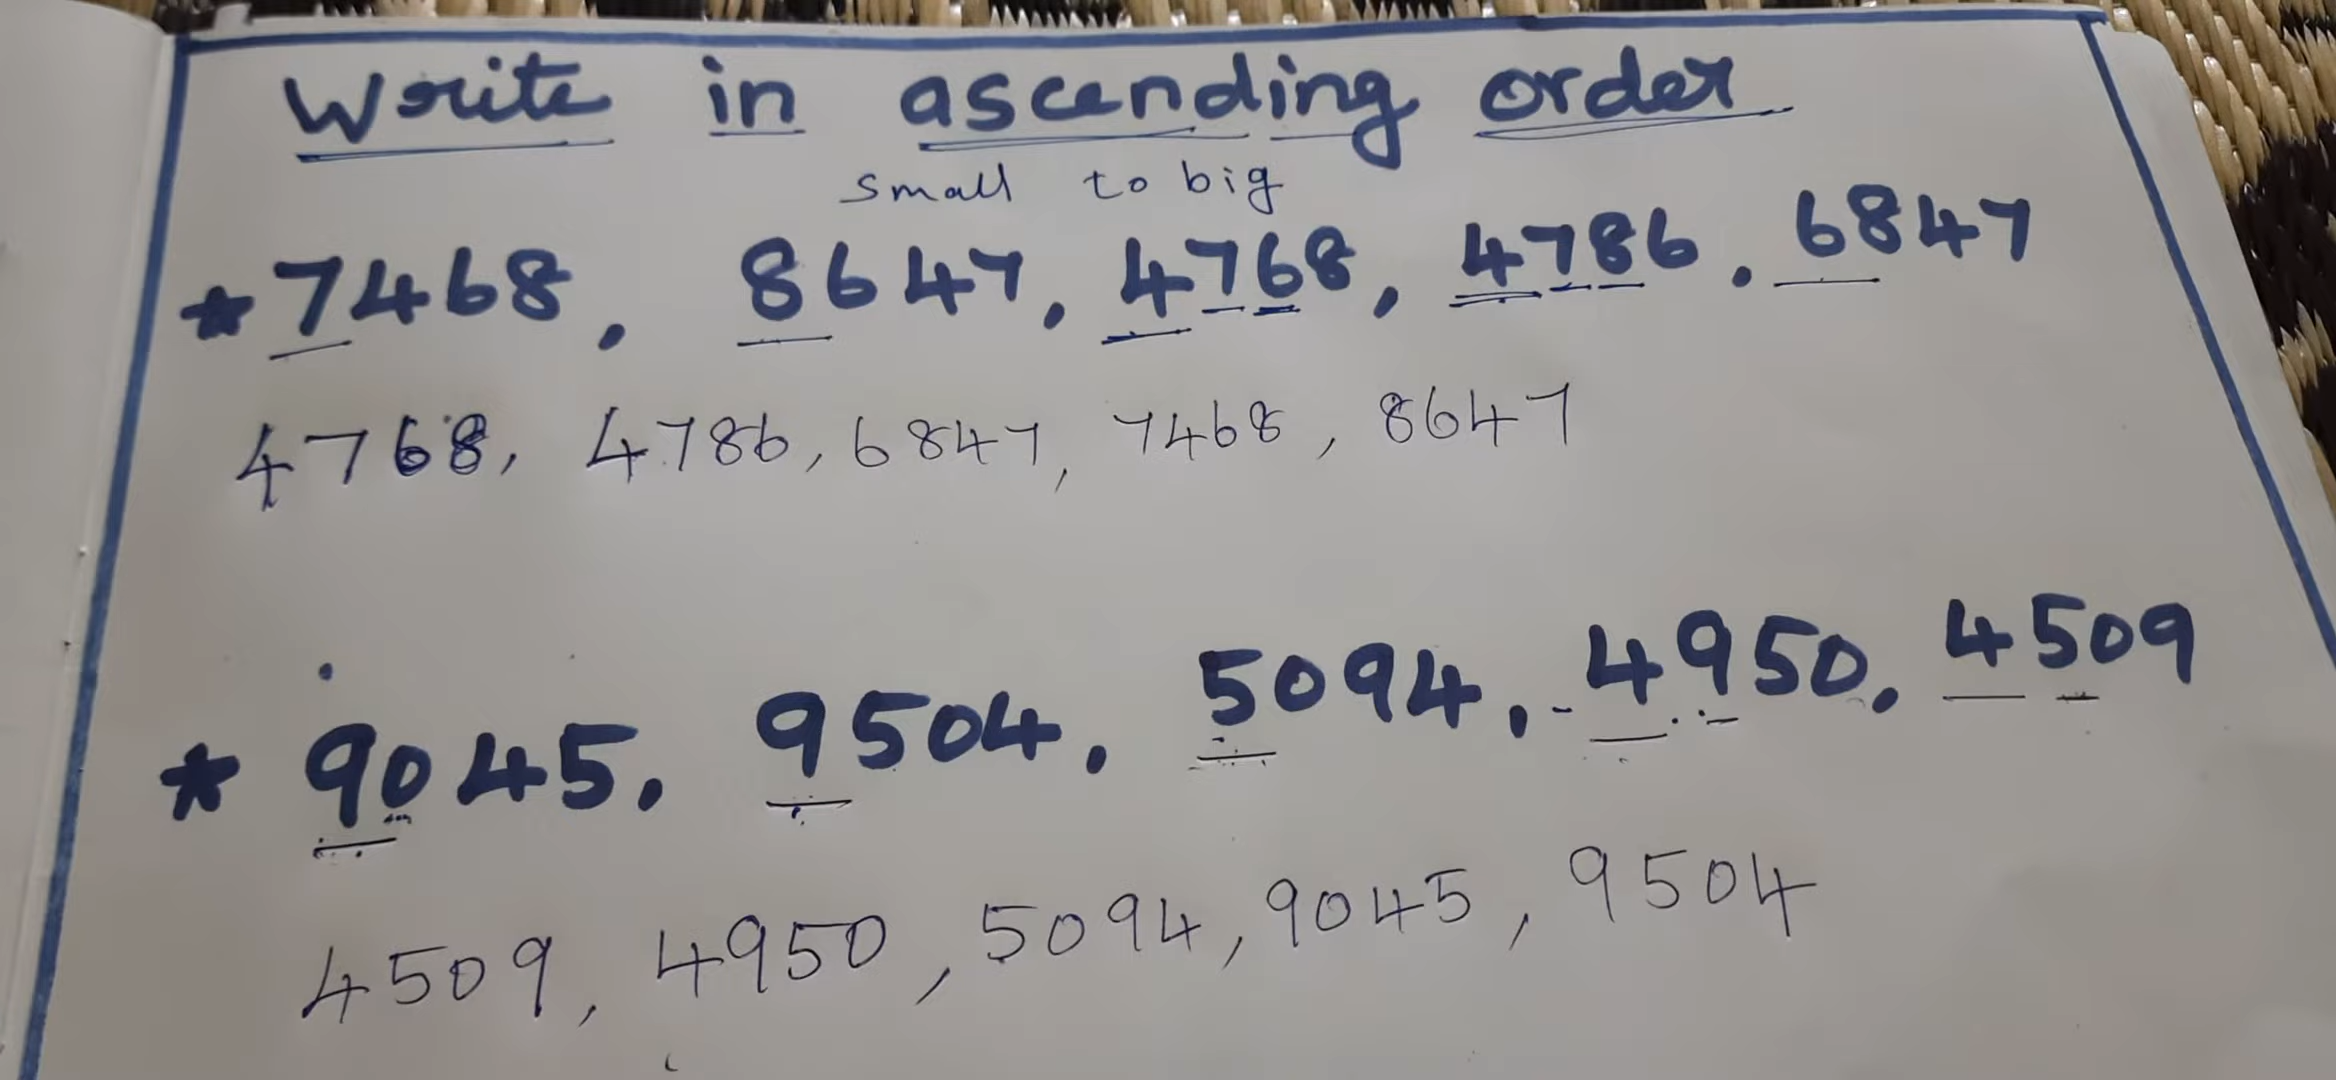 Write in ascending order
small to big
* 7468, 8647, 4768, 4786, 6847
4768, 4786, 6847, 7468, 8647
* 9045, 9504, 5094, 4950, 4509
4509, 4950, 5094, 9045, 9504